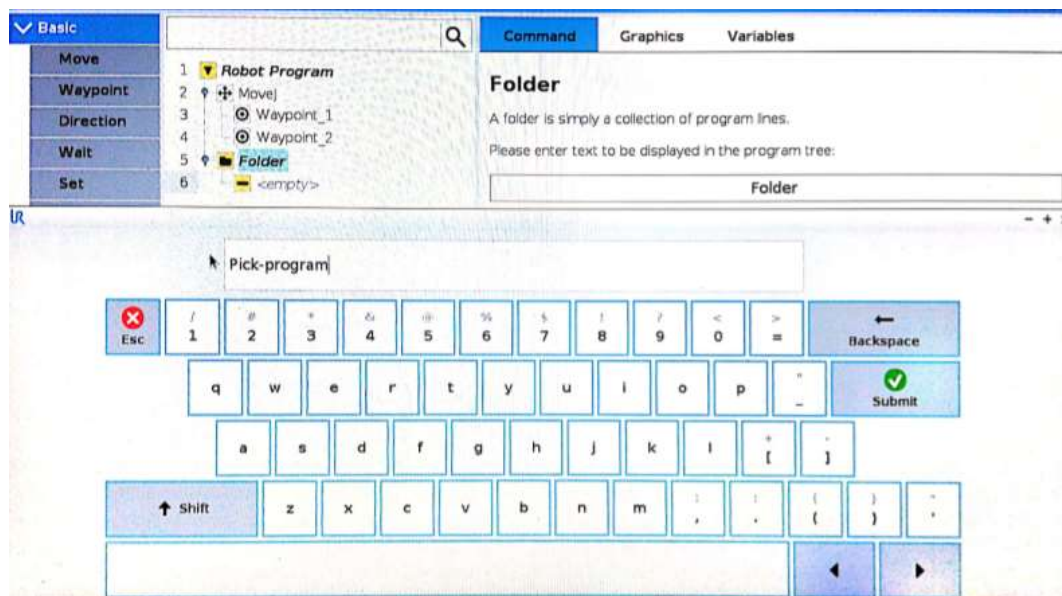 Basic
Move
Waypoint
Direction
Wait
Set
1 Robot Program
2 MoveJ
3 Waypoint_1
4 Waypoint_2
5 Folder
6 <empty>
Command Graphics Variables
Folder
A folder is simply a collection of program lines.
Please enter text to be displayed in the program tree:
Folder
- +
Pick-program
Esc
/ # * & @ % $ ! ? < >
1 2 3 4 5 6 7 8 9 0 =
Backspace
q w e r t y u i o p _
Submit
a s d f g h j k l + [ ]
Shift z x c v b n m , . ( )